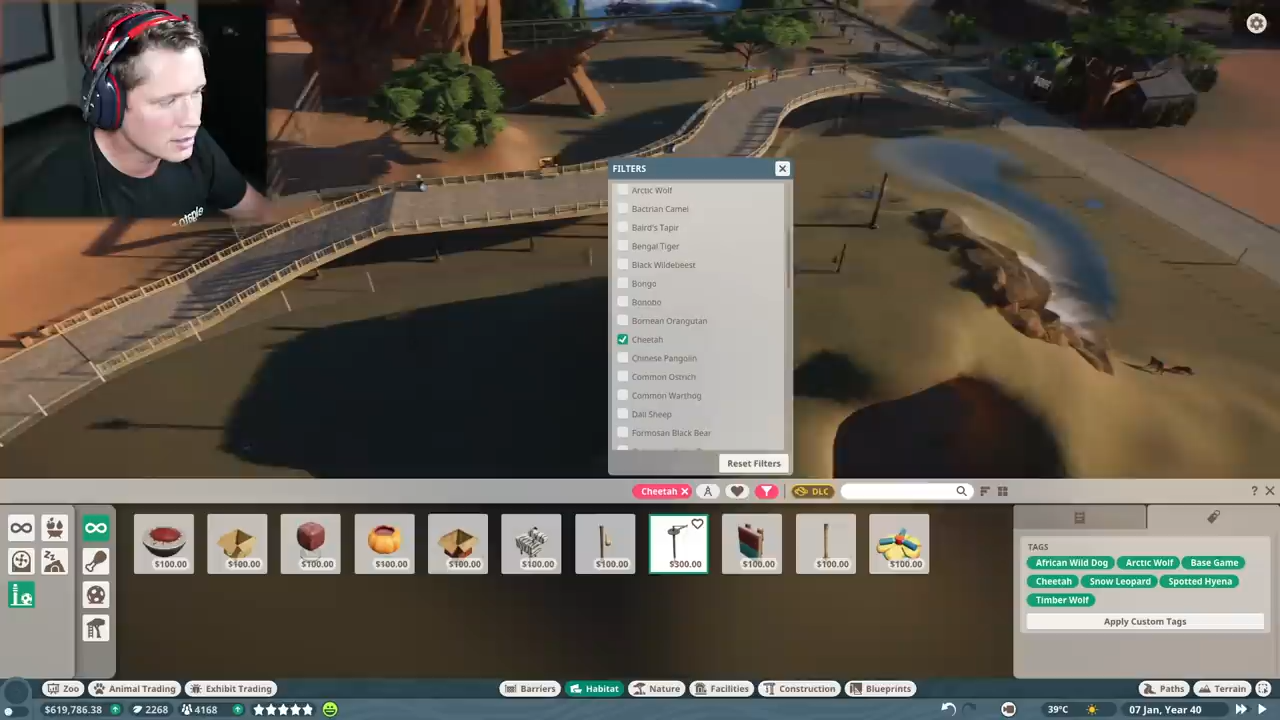 FILTERS
Arctic Wolf
Bactrian Camel
Baird's Tapir
Bengal Tiger
Black Wildebeest
Bongo
Bonobo
Bornean Orangutan
Cheetah
Chinese Pangolin
Common Ostrich
Common Warthog
Dall Sheep
Formosan Black Bear
Reset Filters
Cheetah
DLC
?
$100.00 $100.00 $100.00 $100.00 $100.00 $100.00 $100.00 $300.00 $100.00 $100.00 $100.00
TAGS
African Wild Dog Arctic Wolf Base Game
Cheetah Snow Leopard Spotted Hyena
Timber Wolf
Apply Custom Tags
Zoo Animal Trading Exhibit Trading Barriers Habitat Nature Facilities Construction Blueprints Paths Terrain
$619,786.38 2268 4168 39°C 07 Jan, Year 40